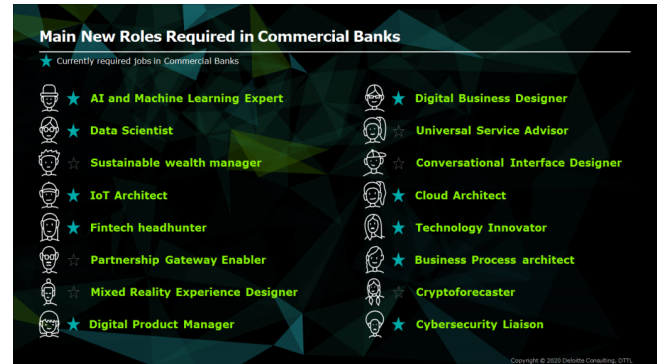 Main New Roles Required in Commercial Banks
Currently required jobs in Commercial Banks
AI and Machine Learning Expert
Data Scientist
Sustainable wealth manager
IoT Architect
Fintech headhunter
Partnership Gateway Enabler
Mixed Reality Experience Designer
Digital Product Manager
Digital Business Designer
Universal Service Advisor
Conversational Interface Designer
Cloud Architect
Technology Innovator
Business Process architect
Cryptoforecaster
Cybersecurity Liaison
Copyright © 2020 Deloitte Consulting, DTTL